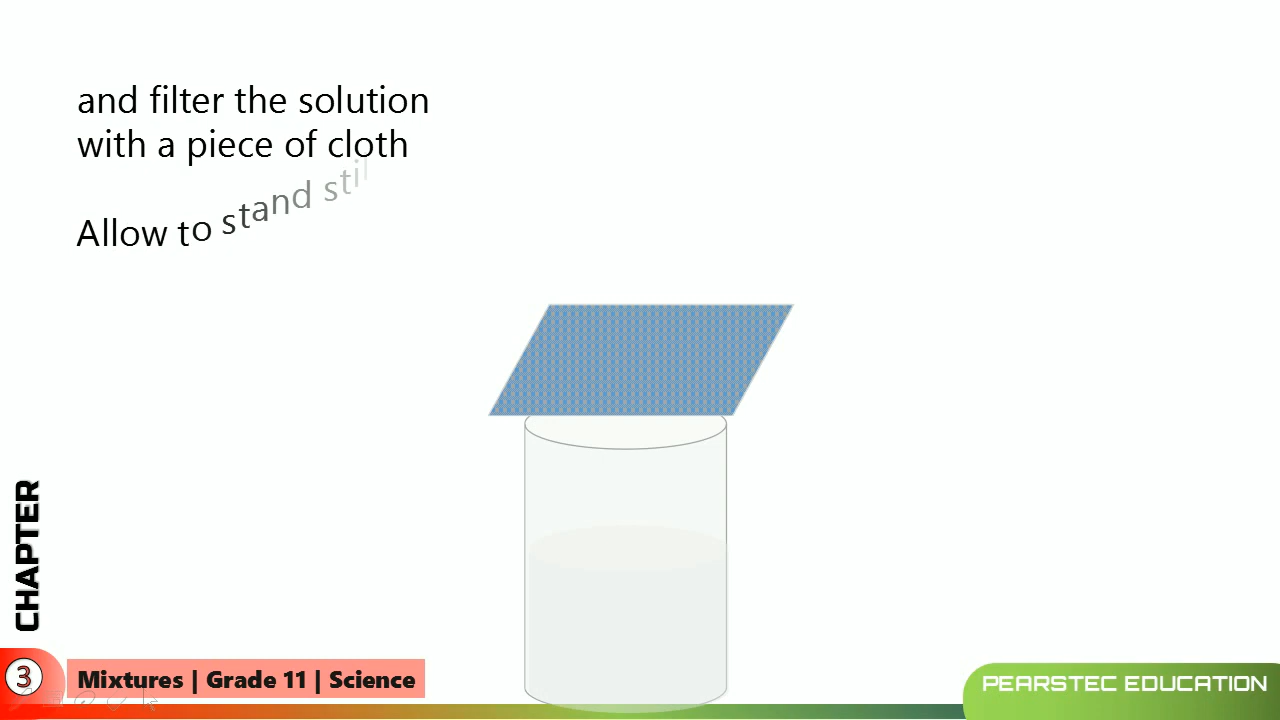 and filter the solution
with a piece of cloth
Allow to stand stil
CHAPTER
3
Mixtures | Grade 11 | Science
PEARSTEC EDUCATION